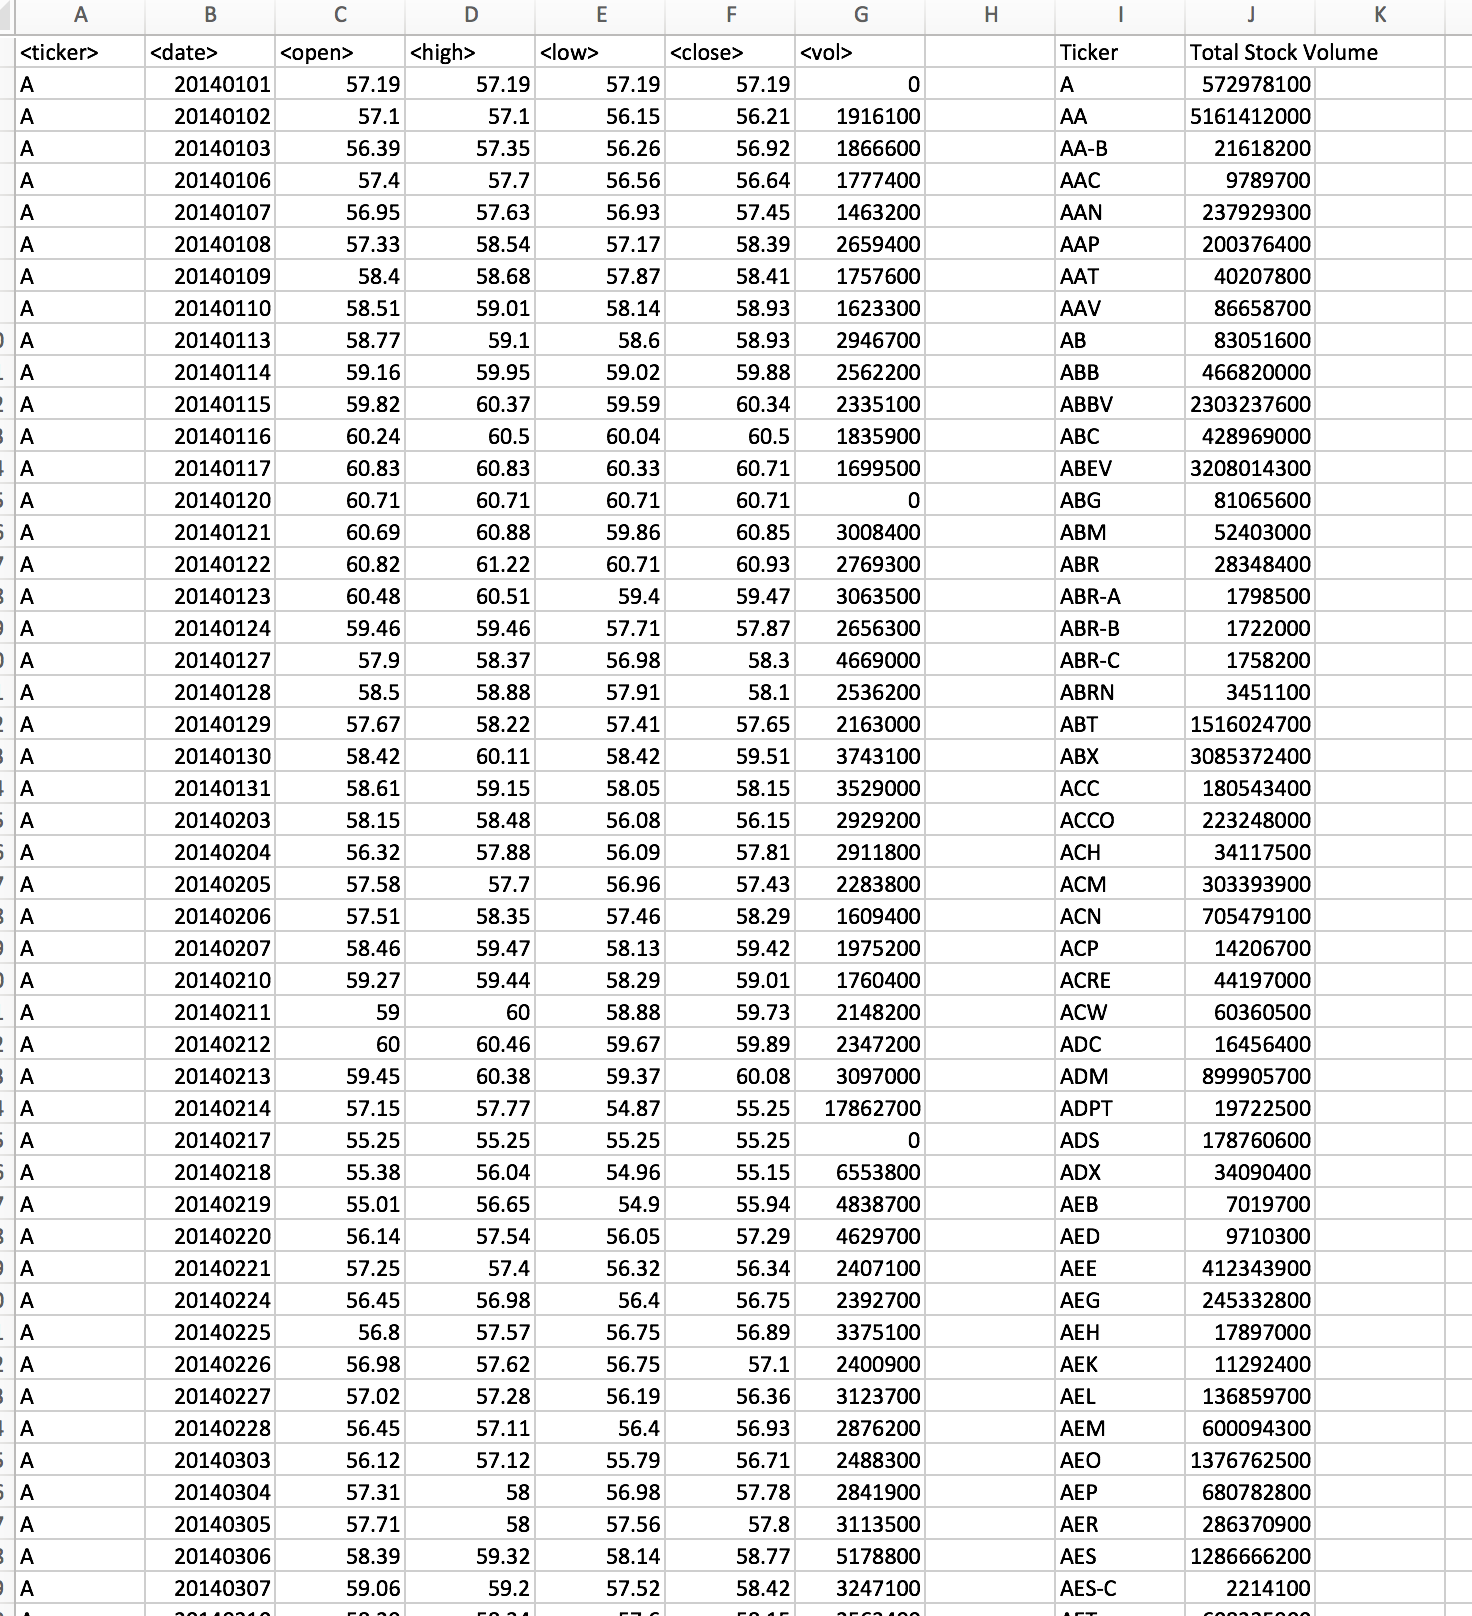 A B C D E F G H I J K
<ticker> <date> <open> <high> <low> <close> <vol> Ticker Total Stock Volume
A 20140101 57.19 57.19 57.19 57.19 0 A 572978100
A 20140102 57.1 57.1 56.15 56.21 1916100 AA 5161412000
A 20140103 56.39 57.35 56.26 56.92 1866600 AA-B 21618200
A 20140106 57.4 57.7 56.56 56.64 1777400 AAC 9789700
A 20140107 56.95 57.63 56.93 57.45 1463200 AAN 237929300
A 20140108 57.33 58.54 57.17 58.39 2659400 AAP 200376400
A 20140109 58.4 58.68 57.87 58.41 1757600 AAT 40207800
A 20140110 58.51 59.01 58.14 58.93 1623300 AAV 86658700
A 20140113 58.77 59.1 58.6 58.93 2946700 AB 83051600
A 20140114 59.16 59.95 59.02 59.88 2562200 ABB 466820000
A 20140115 59.82 60.37 59.59 60.34 2335100 ABBV 2303237600
A 20140116 60.24 60.5 60.04 60.5 1835900 ABC 428969000
A 20140117 60.83 60.83 60.33 60.71 1699500 ABEV 3208014300
A 20140120 60.71 60.71 60.71 60.71 0 ABG 81065600
A 20140121 60.69 60.88 59.86 60.85 3008400 ABM 52403000
A 20140122 60.82 61.22 60.71 60.93 2769300 ABR 28348400
A 20140123 60.48 60.51 59.4 59.47 3063500 ABR-A 1798500
A 20140124 59.46 59.46 57.71 57.87 2656300 ABR-B 1722000
A 20140127 57.9 58.37 56.98 58.3 4669000 ABR-C 1758200
A 20140128 58.5 58.88 57.91 58.1 2536200 ABRN 3451100
A 20140129 57.67 58.22 57.41 57.65 2163000 ABT 1516024700
A 20140130 58.42 60.11 58.42 59.51 3743100 ABX 3085372400
A 20140131 58.61 59.15 58.05 58.15 3529000 ACC 180543400
A 20140203 58.15 58.48 56.08 56.15 2929200 ACCO 223248000
A 20140204 56.32 57.88 56.09 57.81 2911800 ACH 34117500
A 20140205 57.58 57.7 56.96 57.43 2283800 ACM 303393900
A 20140206 57.51 58.35 57.46 58.29 1609400 ACN 705479100
A 20140207 58.46 59.47 58.13 59.42 1975200 ACP 14206700
A 20140210 59.27 59.44 58.29 59.01 1760400 ACRE 44197000
A 20140211 59 60 58.88 59.73 2148200 ACW 60360500
A 20140212 60 60.46 59.67 59.89 2347200 ADC 16456400
A 20140213 59.45 60.38 59.37 60.08 3097000 ADM 899905700
A 20140214 57.15 57.77 54.87 55.25 17862700 ADPT 19722500
A 20140217 55.25 55.25 55.25 55.25 0 ADS 178760600
A 20140218 55.38 56.04 54.96 55.15 6553800 ADX 34090400
A 20140219 55.01 56.65 54.9 55.94 4838700 AEB 7019700
A 20140220 56.14 57.54 56.05 57.29 4629700 AED 9710300
A 20140221 57.25 57.4 56.32 56.34 2407100 AEE 412343900
A 20140224 56.45 56.98 56.4 56.75 2392700 AEG 245332800
A 20140225 56.8 57.57 56.75 56.89 3375100 AEH 17897000
A 20140226 56.98 57.62 56.75 57.1 2400900 AEK 11292400
A 20140227 57.02 57.28 56.19 56.36 3123700 AEL 136859700
A 20140228 56.45 57.11 56.4 56.93 2876200 AEM 600094300
A 20140303 56.12 57.12 55.79 56.71 2488300 AEO 1376762500
A 20140304 57.31 58 56.98 57.78 2841900 AEP 680782800
A 20140305 57.71 58 57.56 57.8 3113500 AER 286370900
A 20140306 58.39 59.32 58.14 58.77 5178800 AES 1286666200
A 20140307 59.06 59.2 57.52 58.42 3247100 AES-C 2214100